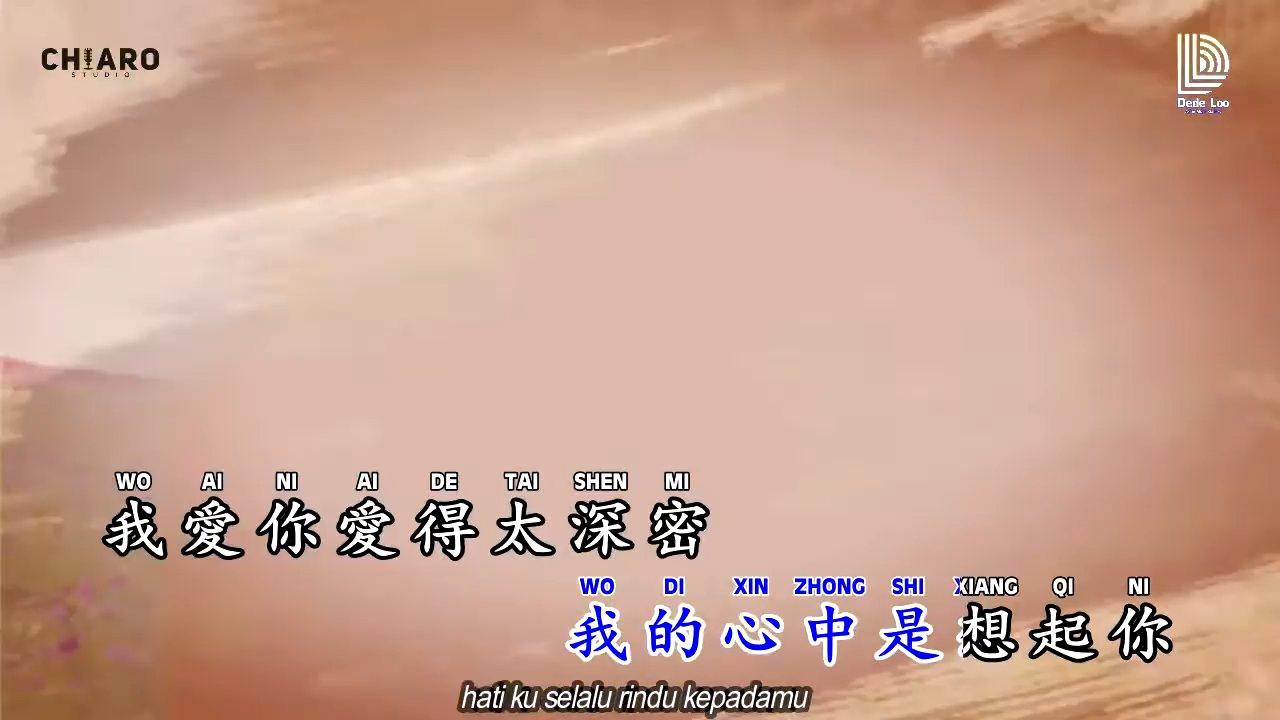 CHIARO
STUDIO
Dede Loo
WO AI NI AI DE TAI SHEN MI
我愛你愛得太深密
WO DI XIN ZHONG SHI XIANG QI NI
我的心中是想起你
hati ku selalu rindu kepadamu